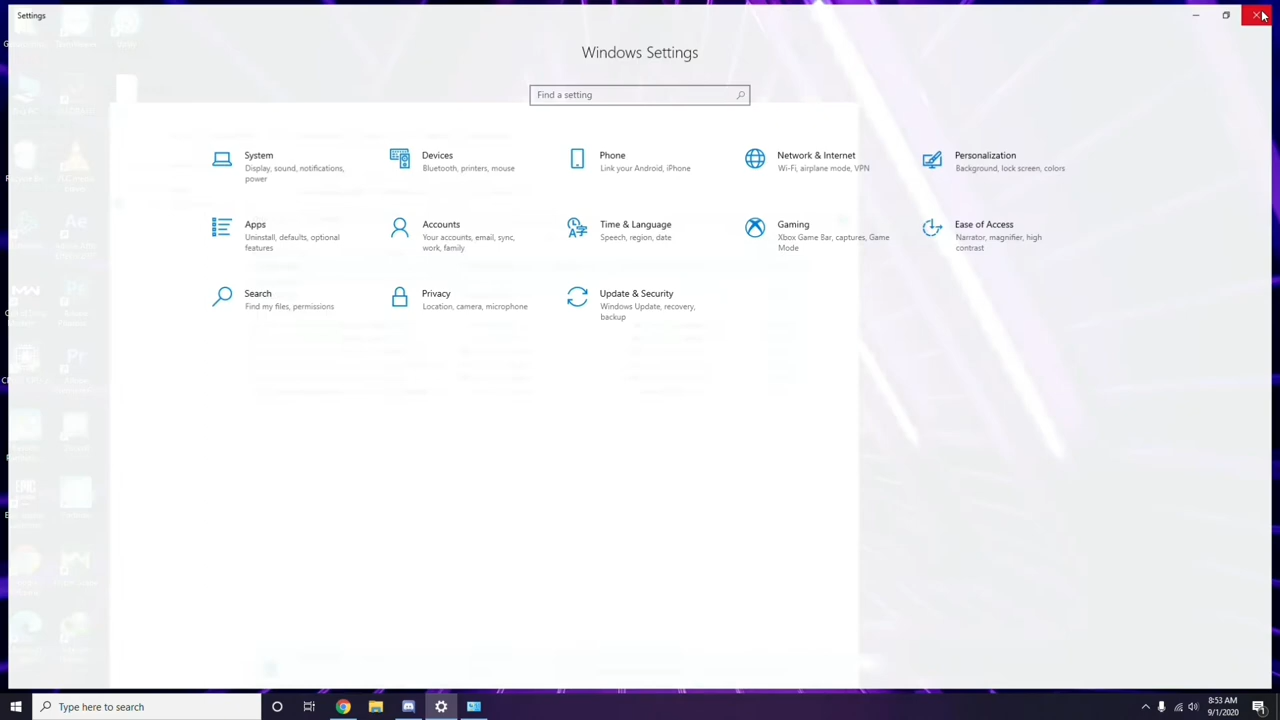 Settings
Windows Settings
Find a setting
System
Display, sound, notifications,
power
Devices
Bluetooth, printers, mouse
Phone
Link your Android, iPhone
Network & Internet
Wi-Fi, airplane mode, VPN
Personalization
Background, lock screen, colors
Apps
Uninstall, defaults, optional
features
Accounts
Your accounts, email, sync,
work, family
Time & Language
Speech, region, date
Gaming
Xbox Game Bar, captures, Game
Mode
Ease of Access
Narrator, magnifier, high
contrast
Search
Find my files, permissions
Privacy
Location, camera, microphone
Update & Security
Windows Update, recovery,
backup
Ae
Pr
Type here to search
8:53 AM
9/1/2020
1